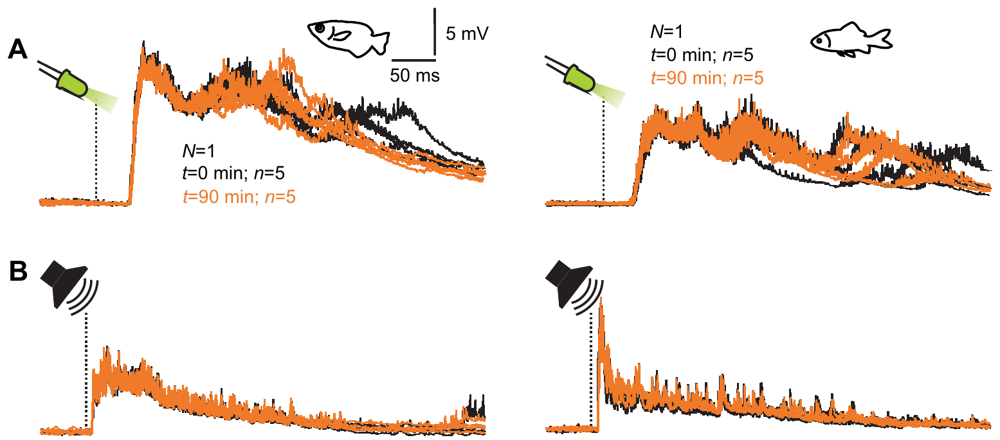 A
5 mV
50 ms
N=1
t=0 min; n=5
t=90 min; n=5
N=1
t=0 min; n=5
t=90 min; n=5
B